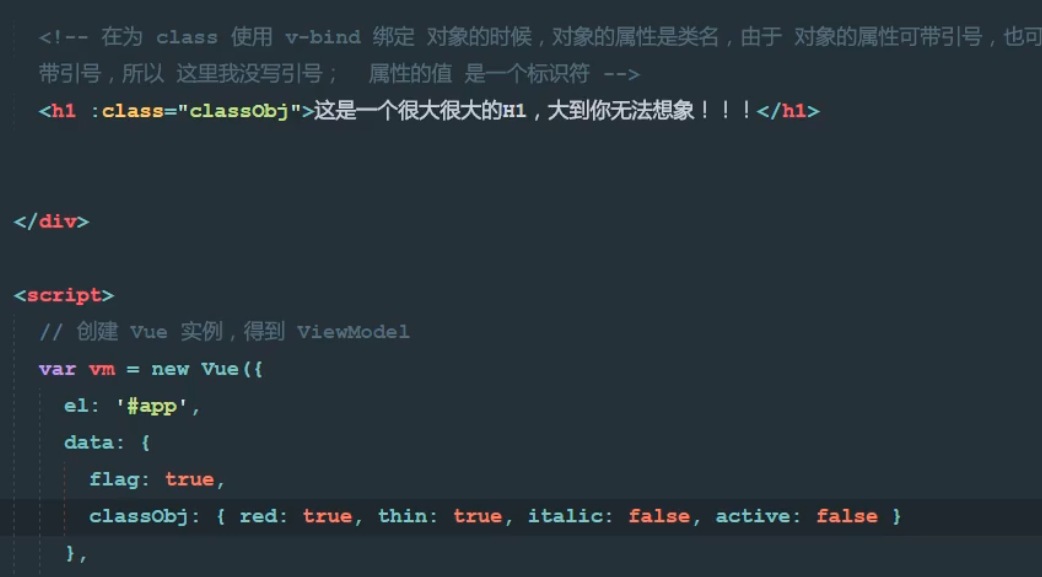 <!-- 在为 class 使用 v-bind 绑定 对象的时候，对象的属性是类名，由于 对象的属性可带引号，也可
带引号，所以 这里我没写引号； 属性的值 是一个标识符 -->
<h1 :class="classObj">这是一个很大很大的H1，大到你无法想象！！！</h1>
</div>
<script>
// 创建 Vue 实例，得到 ViewModel
var vm = new Vue({
el: '#app',
data: {
flag: true,
classObj: { red: true, thin: true, italic: false, active: false }
},